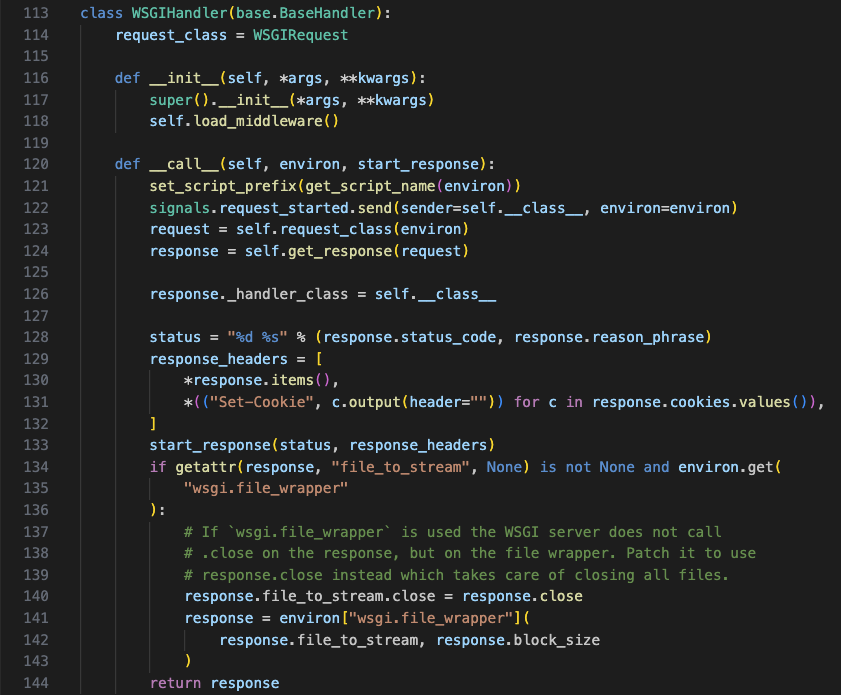 113 class WSGIHandler(base.BaseHandler):
114     request_class = WSGIRequest
115
116     def __init__(self, *args, **kwargs):
117         super().__init__(*args, **kwargs)
118         self.load_middleware()
119
120     def __call__(self, environ, start_response):
121         set_script_prefix(get_script_name(environ))
122         signals.request_started.send(sender=self.__class__, environ=environ)
123         request = self.request_class(environ)
124         response = self.get_response(request)
125
126         response._handler_class = self.__class__
127
128         status = "%d %s" % (response.status_code, response.reason_phrase)
129         response_headers = [
130             *response.items(),
131             *(("Set-Cookie", c.output(header="")) for c in response.cookies.values()),
132         ]
133         start_response(status, response_headers)
134         if getattr(response, "file_to_stream", None) is not None and environ.get(
135             "wsgi.file_wrapper"
136         ):
137             # If `wsgi.file_wrapper` is used the WSGI server does not call
138             # .close on the response, but on the file wrapper. Patch it to use
139             # response.close instead which takes care of closing all files.
140             response.file_to_stream.close = response.close
141             response = environ["wsgi.file_wrapper"](
142                 response.file_to_stream, response.block_size
143             )
144         return response